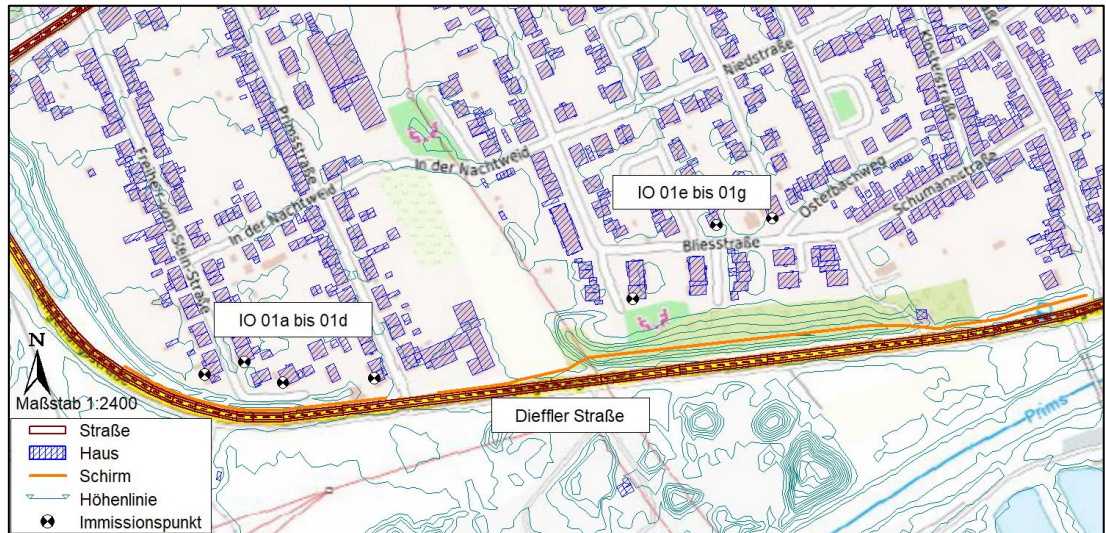 Niedstraße
Klosterstraße
Primsstraße
In der Nachtweid
Freiherr-vom-Stein-Straße
In der Nachtweid
IO 01e bis 01g
Osterbachweg
Schumannstraße
Bliesstraße
IO 01a bis 01d
N
Maßstab 1:2400
Dieffler Straße
Prims
Straße
Haus
Schirm
Höhenlinie
Immissionspunkt